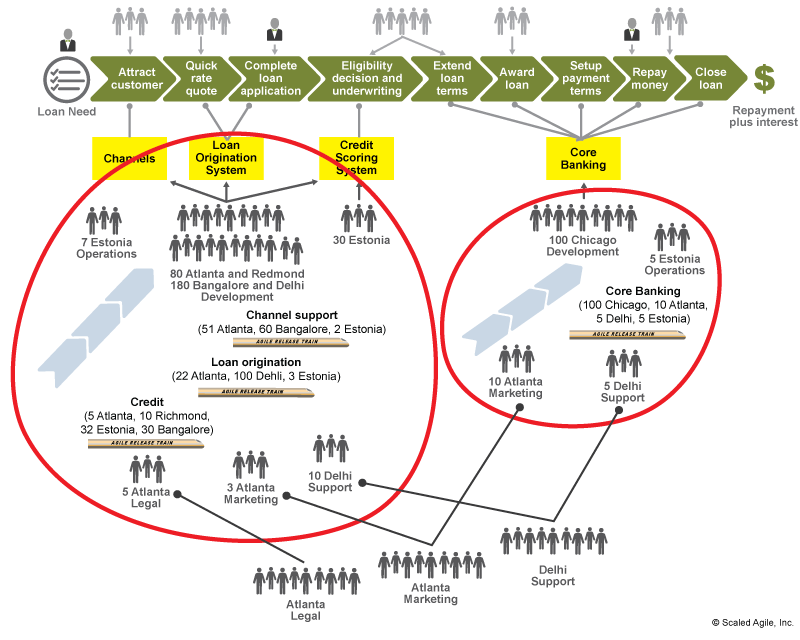 Loan Need
Attract
customer
Quick
rate
quote
Complete
loan
application
Eligibility
decision and
underwriting
Extend
loan
terms
Award
loan
Setup
payment
terms
Repay
money
Close
loan
$
Repayment
plus interest
Channels
Loan
Origination
System
Credit
Scoring
System
Core
Banking
7 Estonia
Operations
80 Atlanta and Redmond
180 Bangalore and Delhi
Development
30 Estonia
100 Chicago
Development
5 Estonia
Operations
Channel support
(51 Atlanta, 60 Bangalore, 2 Estonia)
AGILE RELEASE TRAIN
Loan origination
(22 Atlanta, 100 Dehli, 3 Estonia)
AGILE RELEASE TRAIN
Credit
(5 Atlanta, 10 Richmond,
32 Estonia, 30 Bangalore)
AGILE RELEASE TRAIN
Core Banking
(100 Chicago, 10 Atlanta,
5 Delhi, 5 Estonia)
AGILE RELEASE TRAIN
10 Atlanta
Marketing
5 Delhi
Support
5 Atlanta
Legal
3 Atlanta
Marketing
10 Delhi
Support
Atlanta
Legal
Atlanta
Marketing
Delhi
Support
© Scaled Agile, Inc.